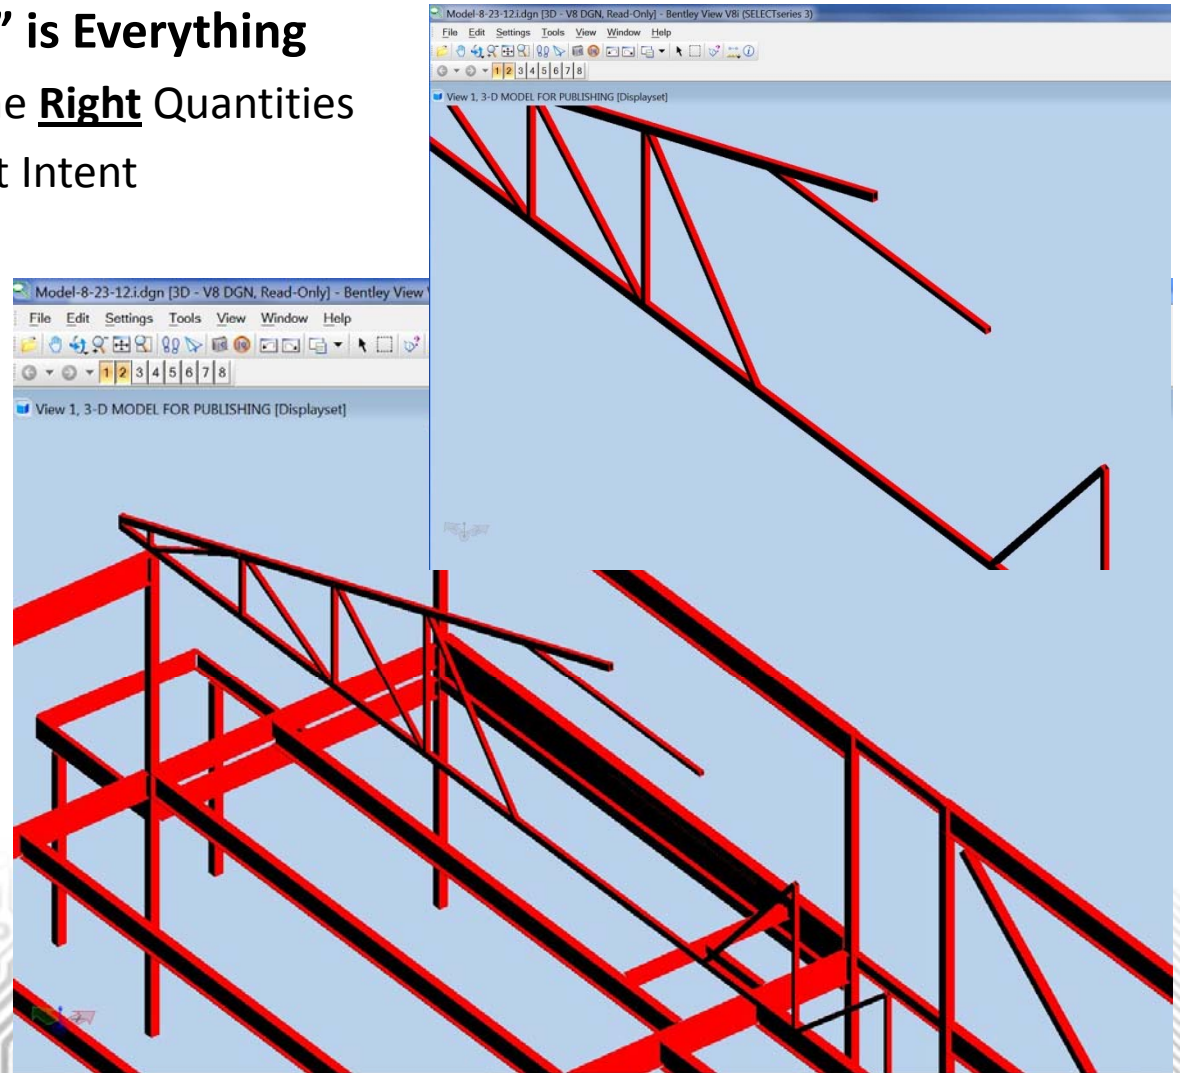 ” is Everything
e Right Quantities
t Intent
Model-8-23-12.i.dgn [3D - V8 DGN, Read-Only] - Bentley View V8i (SELECTseries 3)
File Edit Settings Tools View Window Help
1 2 3 4 5 6 7 8
View 1, 3-D MODEL FOR PUBLISHING [Displayset]
Model-8-23-12.i.dgn [3D - V8 DGN, Read-Only] - Bentley View
File Edit Settings Tools View Window Help
1 2 3 4 5 6 7 8
View 1, 3-D MODEL FOR PUBLISHING [Displayset]